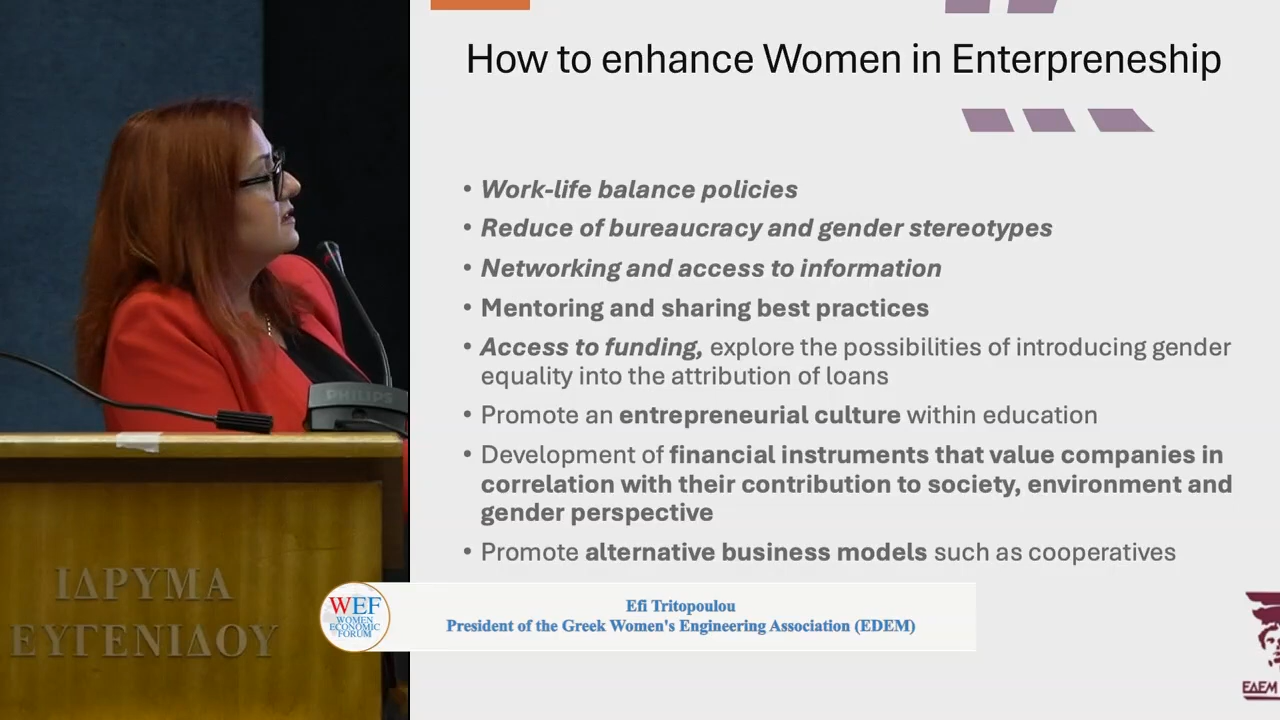 How to enhance Women in Enterpreneship
• Work-life balance policies
• Reduce of bureaucracy and gender stereotypes
• Networking and access to information
• Mentoring and sharing best practices
• Access to funding, explore the possibilities of introducing gender
equality into the attribution of loans
• Promote an entrepreneurial culture within education
• Development of financial instruments that value companies in
correlation with their contribution to society, environment and
gender perspective
• Promote alternative business models such as cooperatives
PHILIPS
ΙΔΡΥΜΑ
ΕΥΓΕΝΙΔΟΥ
WEF
WOMEN
ECONOMIC
FORUM
Efi Tritopoulou
President of the Greek Women's Engineering Association (EDEM)
ΕΔΕΜ